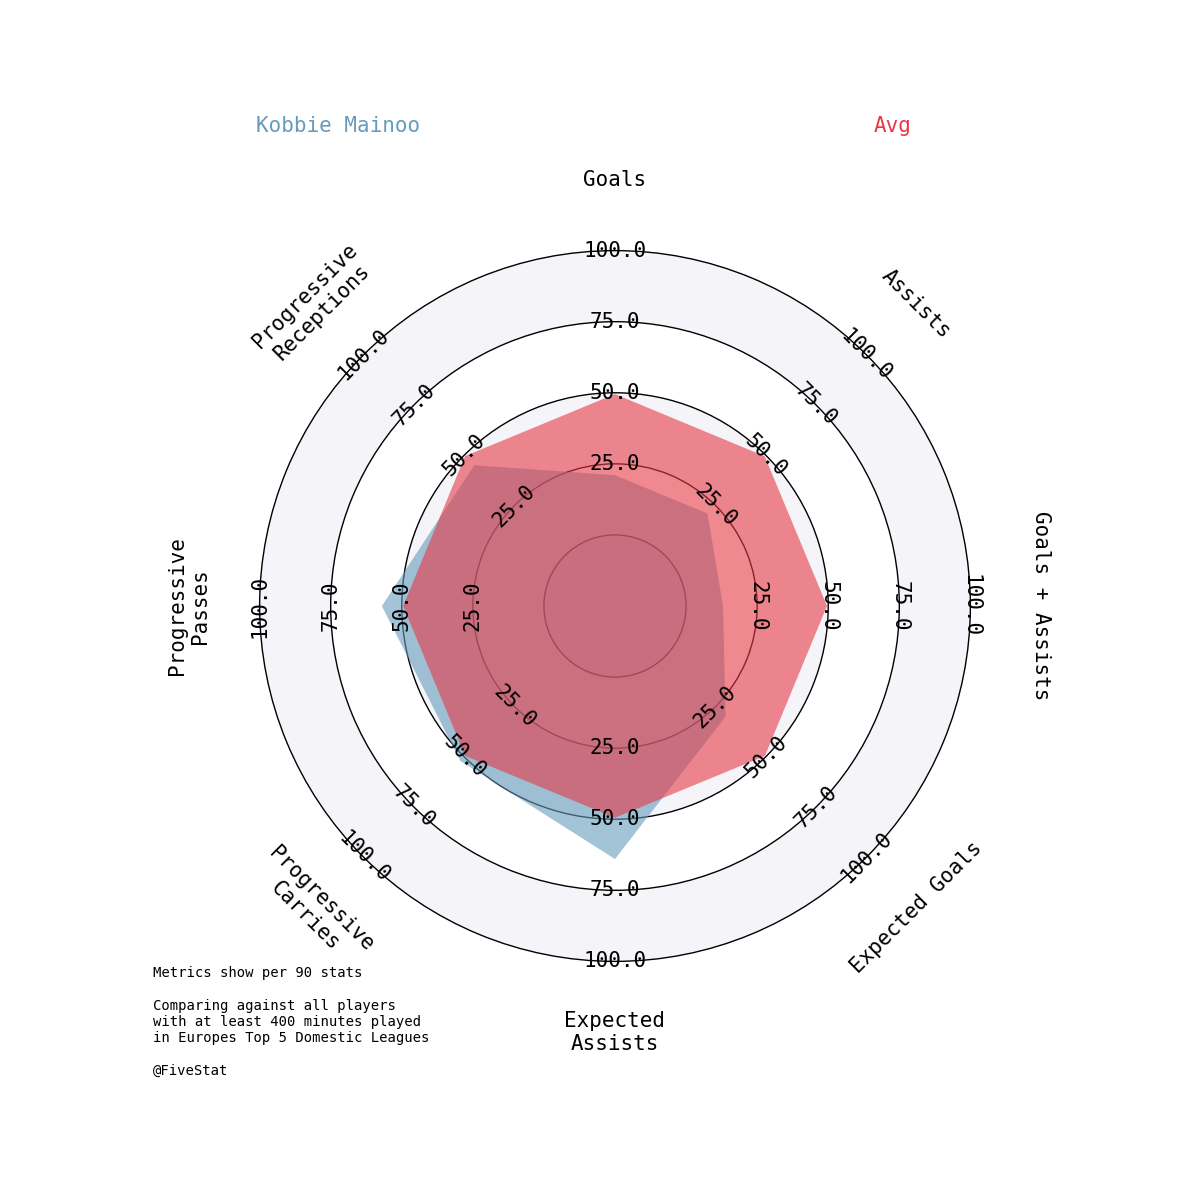 Kobbie Mainoo
Avg
Goals
Assists
Goals + Assists
Expected Goals
Expected
Assists
Progressive
Carries
Progressive
Passes
Progressive
Receptions
25.0
50.0
75.0
100.0
25.0
50.0
75.0
100.0
25.0
50.0
75.0
100.0
25.0
50.0
75.0
100.0
25.0
50.0
75.0
100.0
25.0
50.0
75.0
100.0
25.0
50.0
75.0
100.0
25.0
50.0
75.0
100.0
Metrics show per 90 stats
Comparing against all players
with at least 400 minutes played
in Europes Top 5 Domestic Leagues
@FiveStat